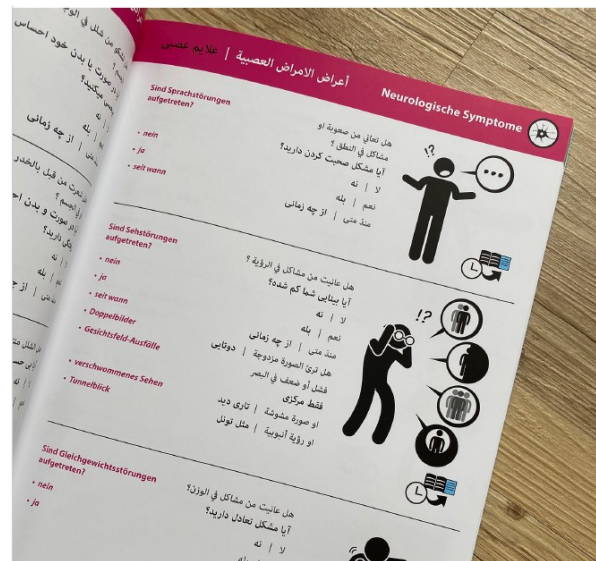 Neurologische Symptome
أعراض الامراض العصبية | علايم عصبی
Sind Sprachstörungen
aufgetreten?
• nein
• ja
• seit wann
هل تعاني من صعوبة او
مشاكل في النطق ؟
آیا مشکل صحبت کردن دارید؟
لا | نه
نعم | بله
منذ متى | از چه زمانی
!?
Sind Sehstörungen
aufgetreten?
• nein
• ja
• seit wann
• Doppelbilder
• Gesichtsfeld-Ausfälle
• verschwommenes Sehen
• Tunnelblick
هل عانيت من مشاكل في الرؤية ؟
آیا بینایی شما کم شده؟
لا | نه
نعم | بله
منذ متى | از چه زمانی
هل ترى الصورة مزدوجة | دوتایی
فشل أو ضعف في البصر
فقط مرکزی
او صورة مشوشة | تاری دید
او رؤية أنبوبية | مثل تونل
!?
Sind Gleichgewichtsstörungen
aufgetreten?
• nein
• ja
هل عانيت من مشاكل في الوزن؟
آیا مشکل تعادل دارید؟
لا | نه